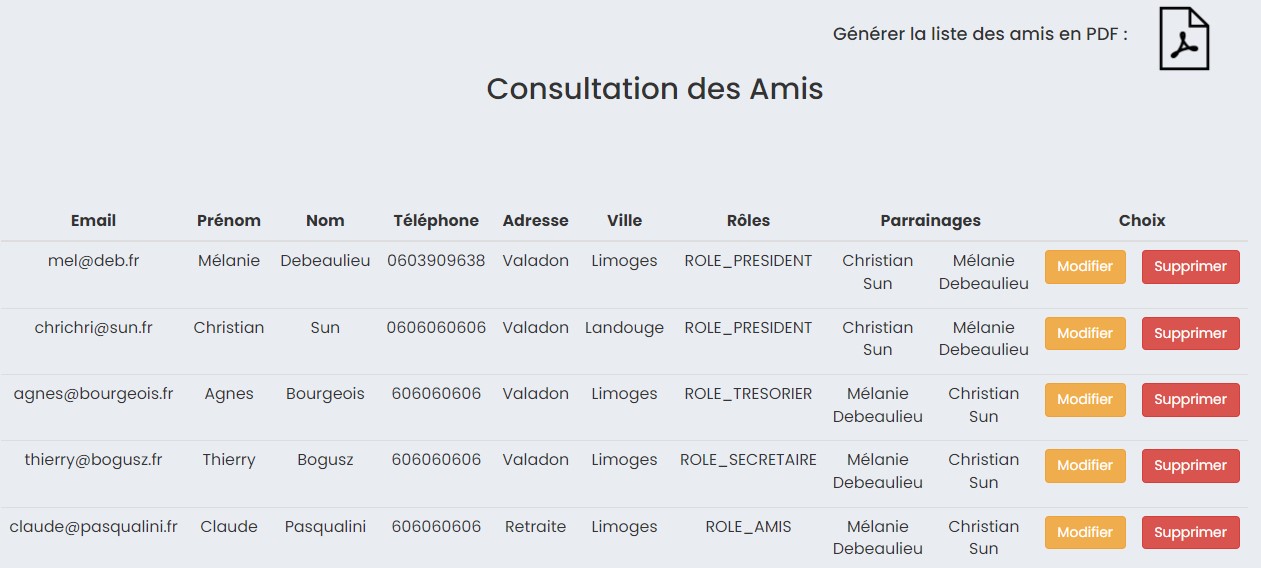 Générer la liste des amis en PDF :
Consultation des Amis
Email Prénom Nom Téléphone Adresse Ville Rôles Parrainages Choix
mel@deb.fr Mélanie Debeaulieu 0603909638 Valadon Limoges ROLE_PRESIDENT Christian Mélanie Modifier Supprimer
Sun Debeaulieu
chrichri@sun.fr Christian Sun 0606060606 Valadon Landouge ROLE_PRESIDENT Christian Mélanie Modifier Supprimer
Sun Debeaulieu
agnes@bourgeois.fr Agnes Bourgeois 606060606 Valadon Limoges ROLE_TRESORIER Mélanie Christian Modifier Supprimer
Debeaulieu Sun
thierry@bogusz.fr Thierry Bogusz 606060606 Valadon Limoges ROLE_SECRETAIRE Mélanie Christian Modifier Supprimer
Debeaulieu Sun
claude@pasqualini.fr Claude Pasqualini 606060606 Retraite Limoges ROLE_AMIS Mélanie Christian Modifier Supprimer
Debeaulieu Sun